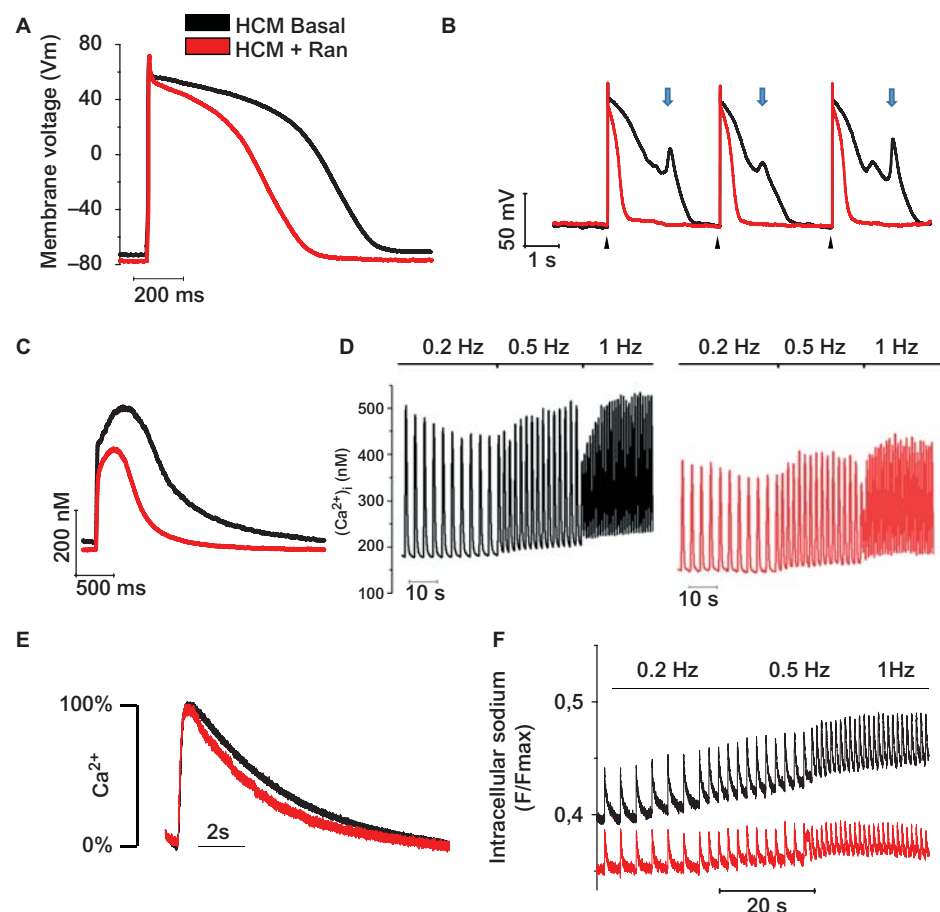 A
HCM Basal
HCM + Ran
Membrane voltage (Vm)
80
40
0
−40
−80
200 ms
B
50 mV
1 s
C
200 nM
500 ms
D
0.2 Hz 0.5 Hz 1 Hz
0.2 Hz 0.5 Hz 1 Hz
(Ca²⁺)ᵢ (nM)
500
400
300
200
100
10 s
10 s
E
Ca²⁺
100%
0%
2s
F
0.2 Hz 0.5 Hz 1Hz
Intracellular sodium
(F/Fmax)
0,5
0,4
20 s